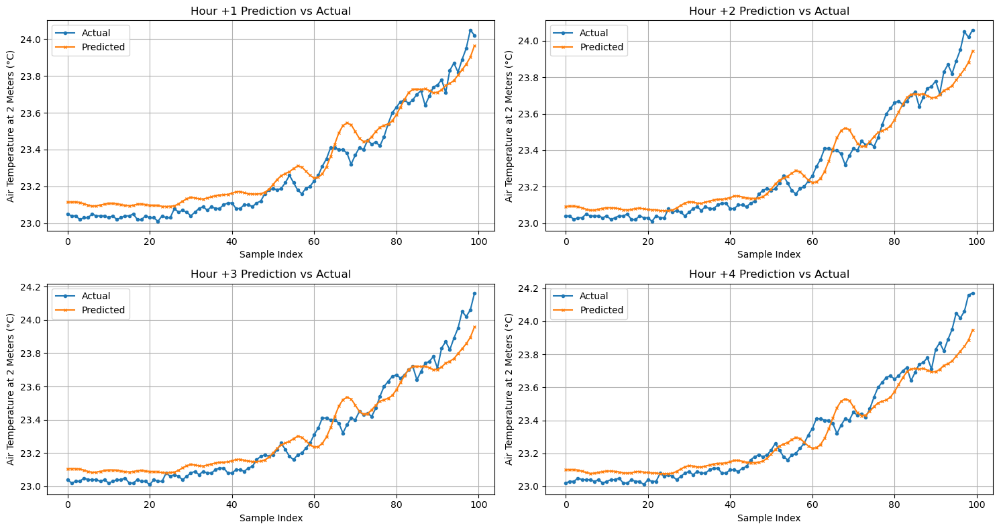 Hour +1 Prediction vs Actual
Air Temperature at 2 Meters (°C)
24.0
23.8
23.6
23.4
23.2
23.0
Actual
Predicted
0 20 40 60 80 100
Sample Index
Hour +2 Prediction vs Actual
Air Temperature at 2 Meters (°C)
24.0
23.8
23.6
23.4
23.2
23.0
Actual
Predicted
0 20 40 60 80 100
Sample Index
Hour +3 Prediction vs Actual
Air Temperature at 2 Meters (°C)
24.2
24.0
23.8
23.6
23.4
23.2
23.0
Actual
Predicted
0 20 40 60 80 100
Sample Index
Hour +4 Prediction vs Actual
Air Temperature at 2 Meters (°C)
24.2
24.0
23.8
23.6
23.4
23.2
23.0
Actual
Predicted
0 20 40 60 80 100
Sample Index